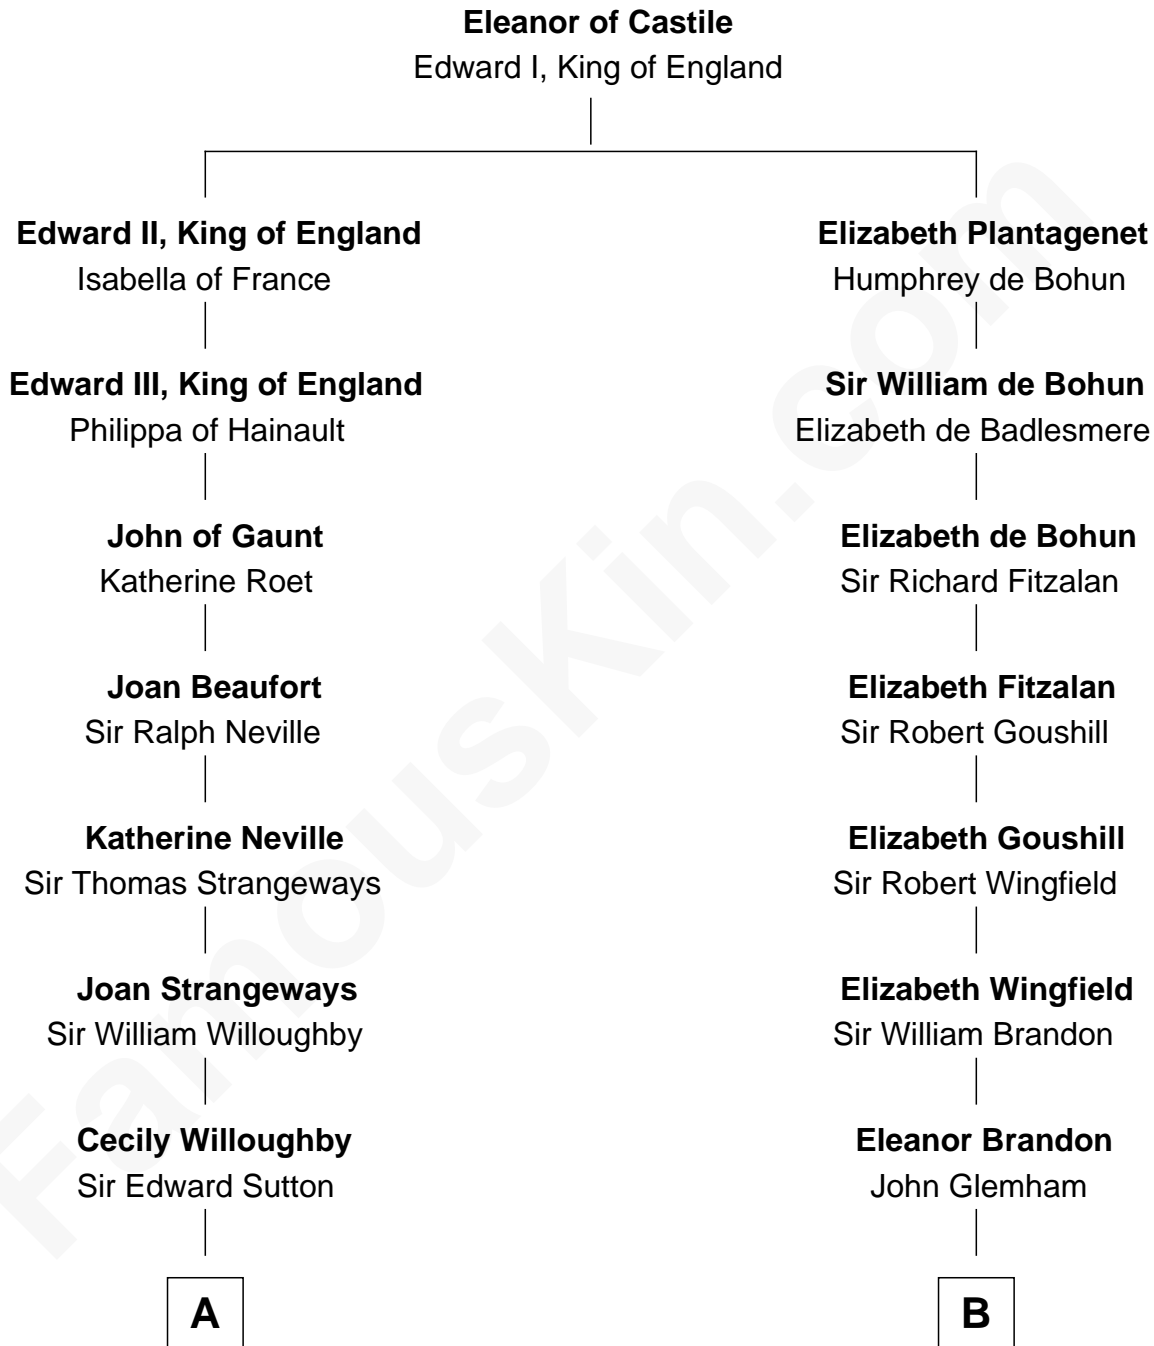 Eleanor of Castile
Edward I, King of England
Edward II, King of England
Isabella of France
Edward III, King of England
Philippa of Hainault
John of Gaunt
Katherine Roet
Joan Beaufort
Sir Ralph Neville
Katherine Neville
Sir Thomas Strangeways
Joan Strangeways
Sir William Willoughby
Cecily Willoughby
Sir Edward Sutton
A
Elizabeth Plantagenet
Humphrey de Bohun
Sir William de Bohun
Elizabeth de Badlesmere
Elizabeth de Bohun
Sir Richard Fitzalan
Elizabeth Fitzalan
Sir Robert Goushill
Elizabeth Goushill
Sir Robert Wingfield
Elizabeth Wingfield
Sir William Brandon
Eleanor Brandon
John Glemham
B
FamousKin.com